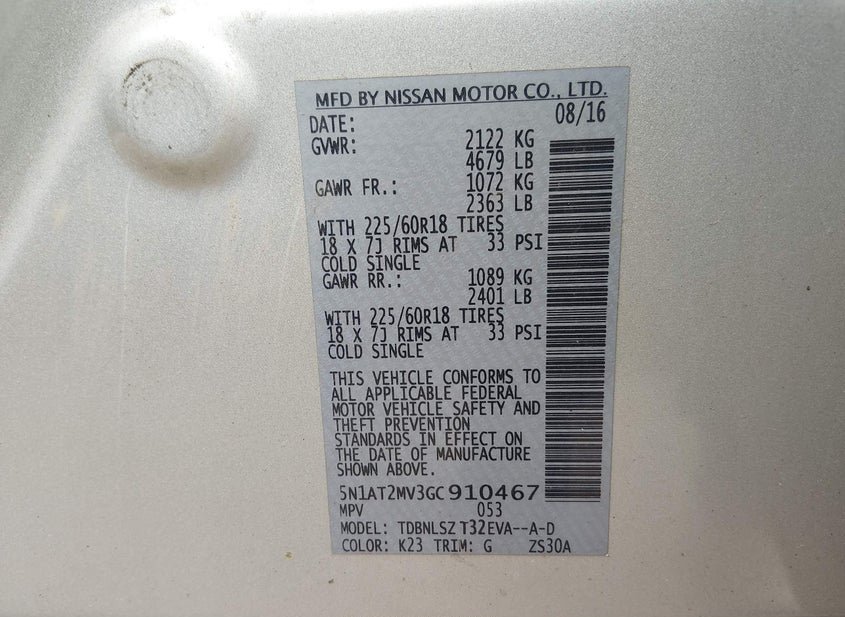 MFD BY NISSAN MOTOR CO., LTD.
DATE: 08/16
GVWR: 2122 KG
4679 LB
GAWR FR.: 1072 KG
2363 LB
WITH 225/60R18 TIRES
18 X 7J RIMS AT 33 PSI
COLD SINGLE
GAWR RR.: 1089 KG
2401 LB
WITH 225/60R18 TIRES
18 X 7J RIMS AT 33 PSI
COLD SINGLE
THIS VEHICLE CONFORMS TO
ALL APPLICABLE FEDERAL
MOTOR VEHICLE SAFETY AND
THEFT PREVENTION
STANDARDS IN EFFECT ON
THE DATE OF MANUFACTURE
SHOWN ABOVE.
5N1AT2MV3GC910467
MPV 053
MODEL: TDBNLSZ T32EVA--A-D
COLOR: K23 TRIM: G ZS30A